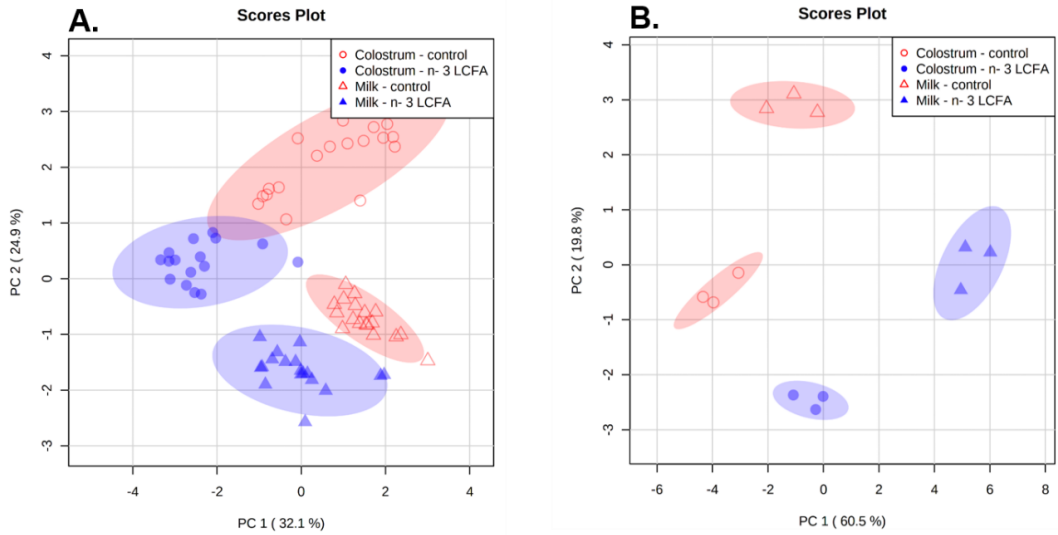 A.
Scores Plot
Colostrum - control
Colostrum - n- 3 LCFA
Milk - control
Milk - n- 3 LCFA
4
3
2
1
0
-1
-2
-3
PC 2 ( 24.9 %)
-4
-2
0
2
4
PC 1 ( 32.1 %)
B.
Scores Plot
Colostrum - control
Colostrum - n- 3 LCFA
Milk - control
Milk - n- 3 LCFA
4
3
2
1
0
-1
-2
-3
PC 2 ( 19.8 %)
-6
-4
-2
0
2
4
6
8
PC 1 ( 60.5 %)